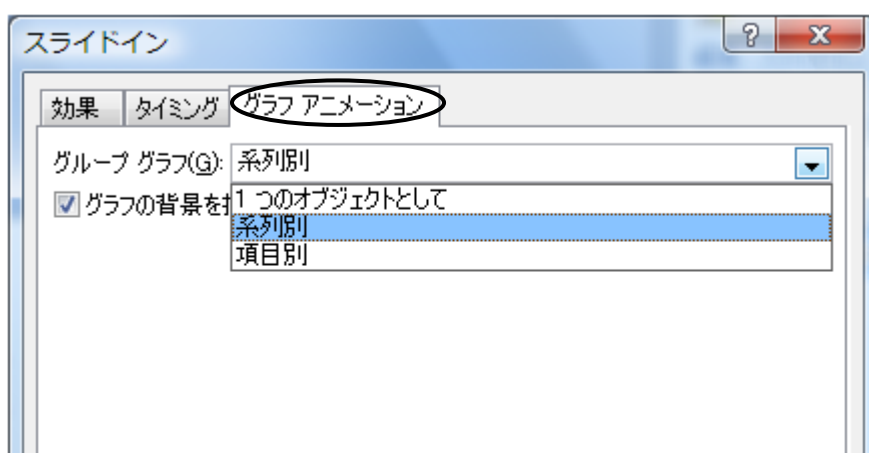 スライドイン
効果 タイミング グラフ アニメーション
グループ グラフ(G): 系列別
グラフの背景を
1 つのオブジェクトとして
系列別
項目別